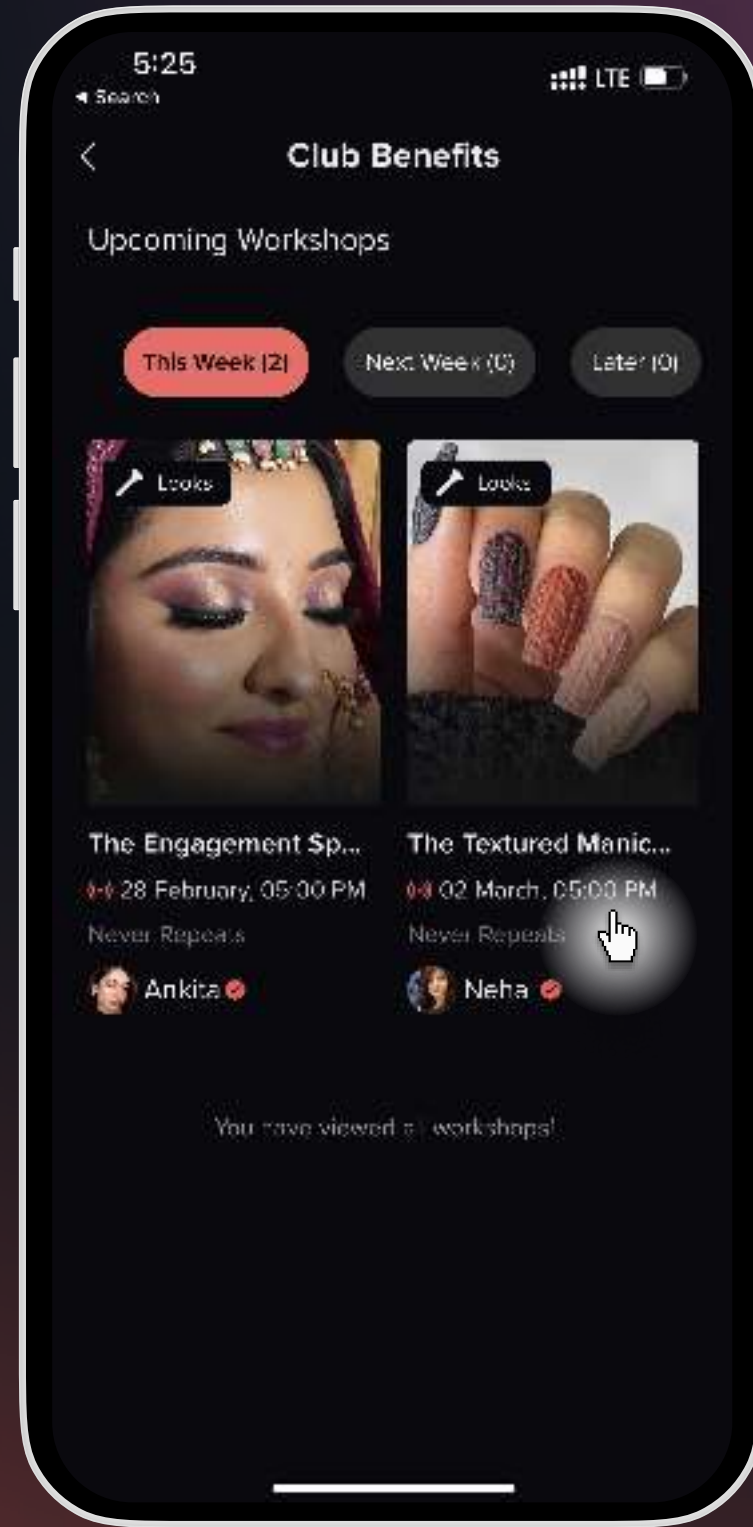 5:25
LTE
◂ Search
Club Benefits
Upcoming Workshops
This Week (2)
Next Week (0)
Later (0)
Looks
Looks
The Engagement Sp...
The Textured Manic...
28 February, 05:00 PM
02 March, 05:00 PM
Never Repeats
Never Repeats
Ankita
Neha
You have viewed all workshops!